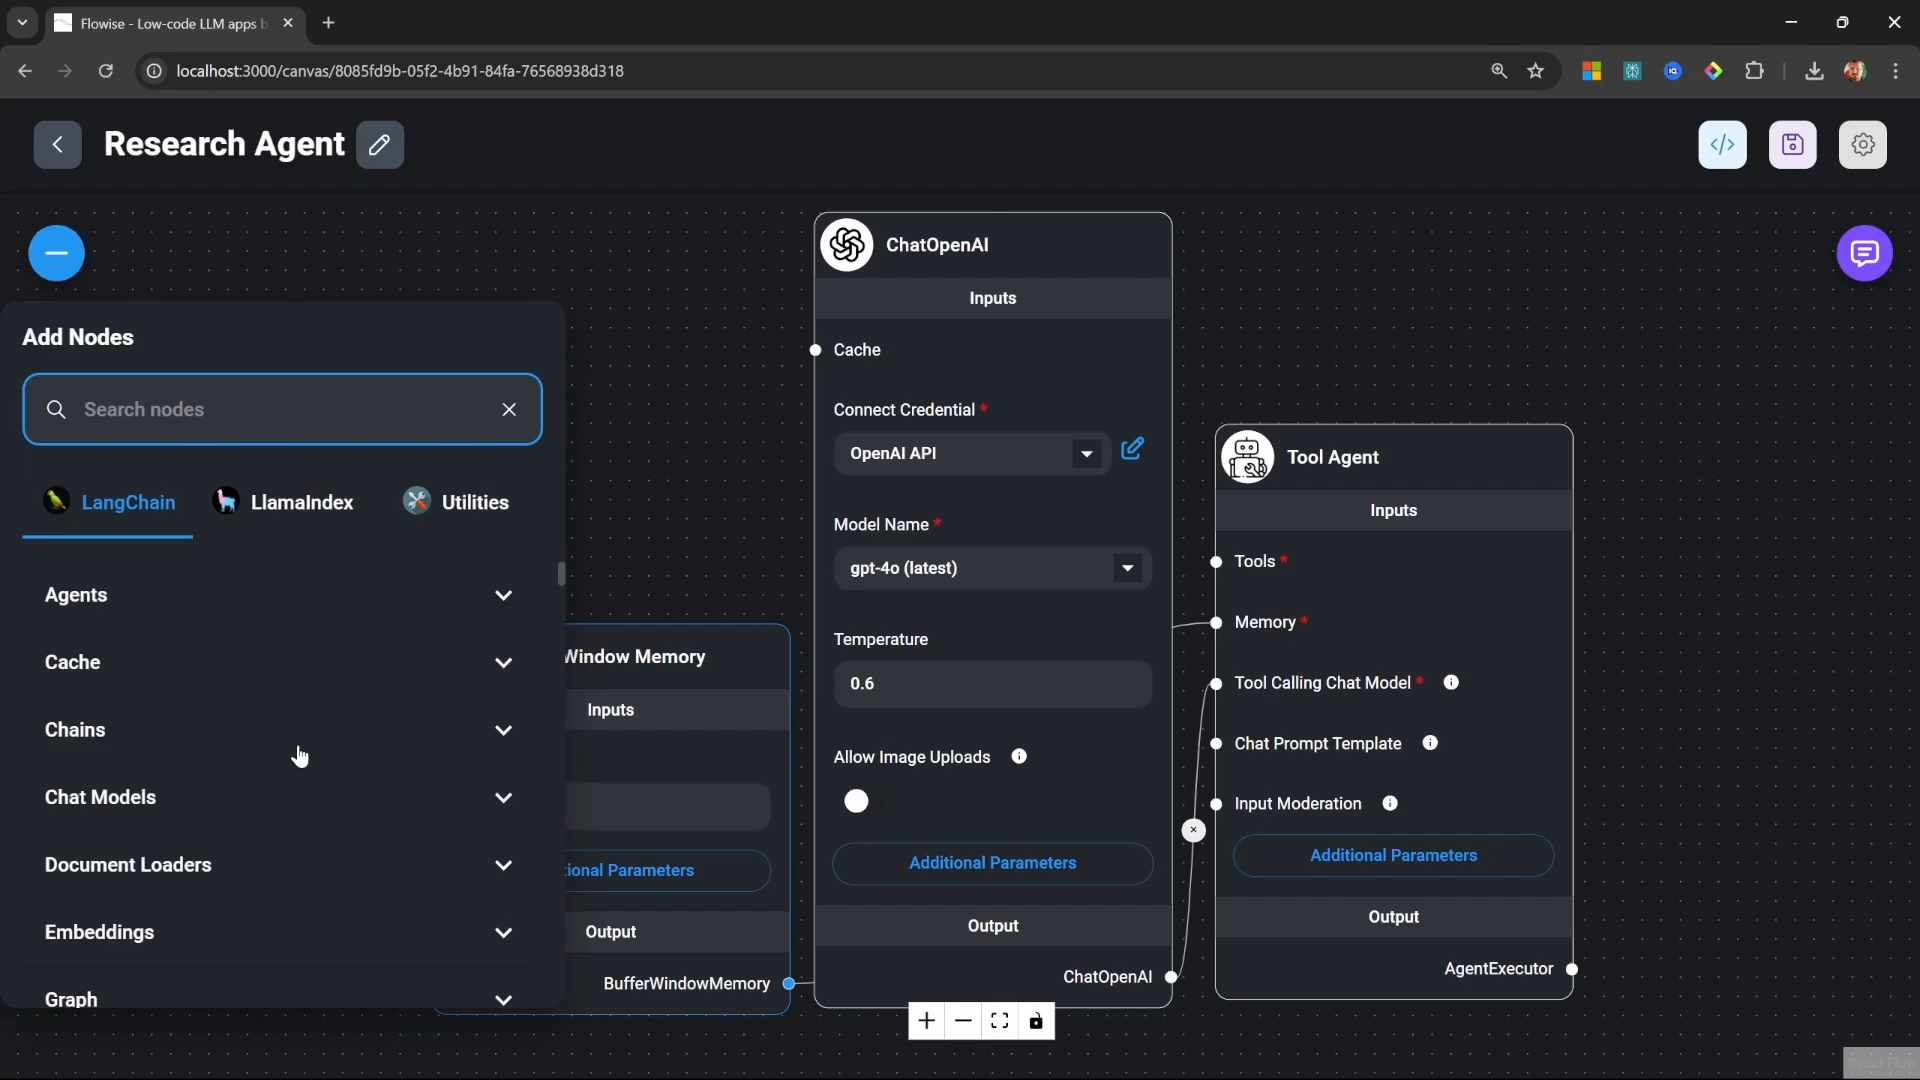 Flowise - Low-code LLM apps b
localhost:3000/canvas/8085fd9b-05f2-4b91-84fa-76568938d318
Research Agent
Add Nodes
Search nodes
LangChain
LlamaIndex
Utilities
Agents
Cache
Chains
Chat Models
Document Loaders
Embeddings
Graph
Window Memory
Inputs
ional Parameters
Output
BufferWindowMemory
ChatOpenAI
Inputs
Cache
Connect Credential *
OpenAI API
Model Name *
gpt-4o (latest)
Temperature
0.6
Allow Image Uploads
Additional Parameters
Output
ChatOpenAI
Tool Agent
Inputs
Tools *
Memory *
Tool Calling Chat Model *
Chat Prompt Template
Input Moderation
Additional Parameters
Output
AgentExecutor
React Flow